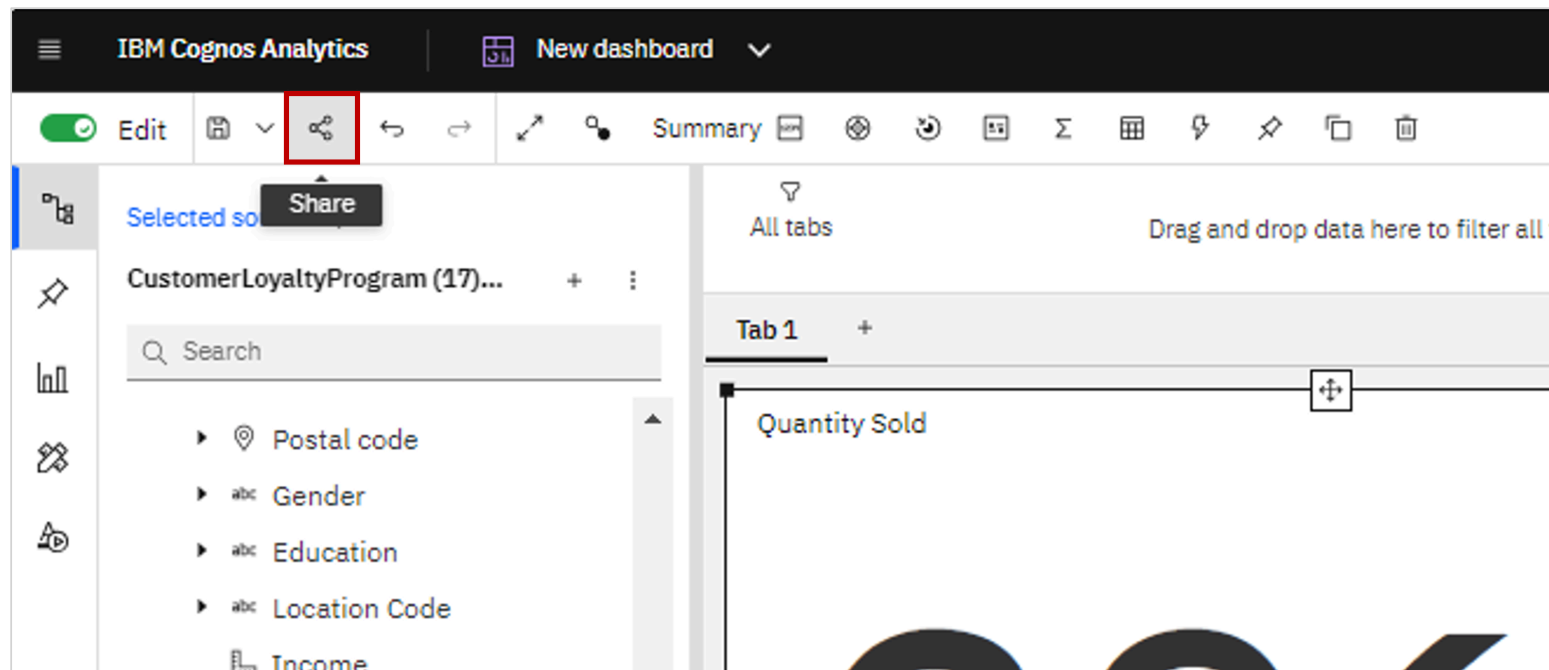 IBM Cognos Analytics
New dashboard
Edit
Summary
Share
Selected so
All tabs
Drag and drop data here to filter all
CustomerLoyaltyProgram (17)...
Tab 1
Search
Quantity Sold
Postal code
abc Gender
abc Education
abc Location Code
Income